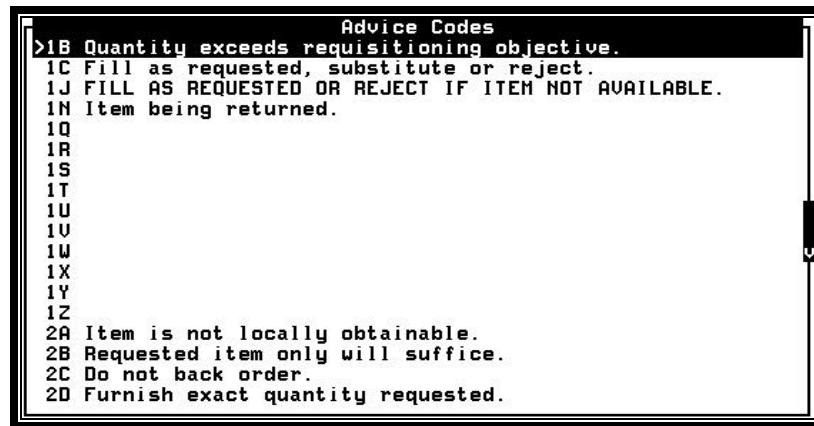 Advice Codes
>1B Quantity exceeds requisitioning objective.
1C Fill as requested, substitute or reject.
1J FILL AS REQUESTED OR REJECT IF ITEM NOT AVAILABLE.
1N Item being returned.
1Q
1R
1S
1T
1U
1V
1W
1X
1Y
1Z
2A Item is not locally obtainable.
2B Requested item only will suffice.
2C Do not back order.
2D Furnish exact quantity requested.